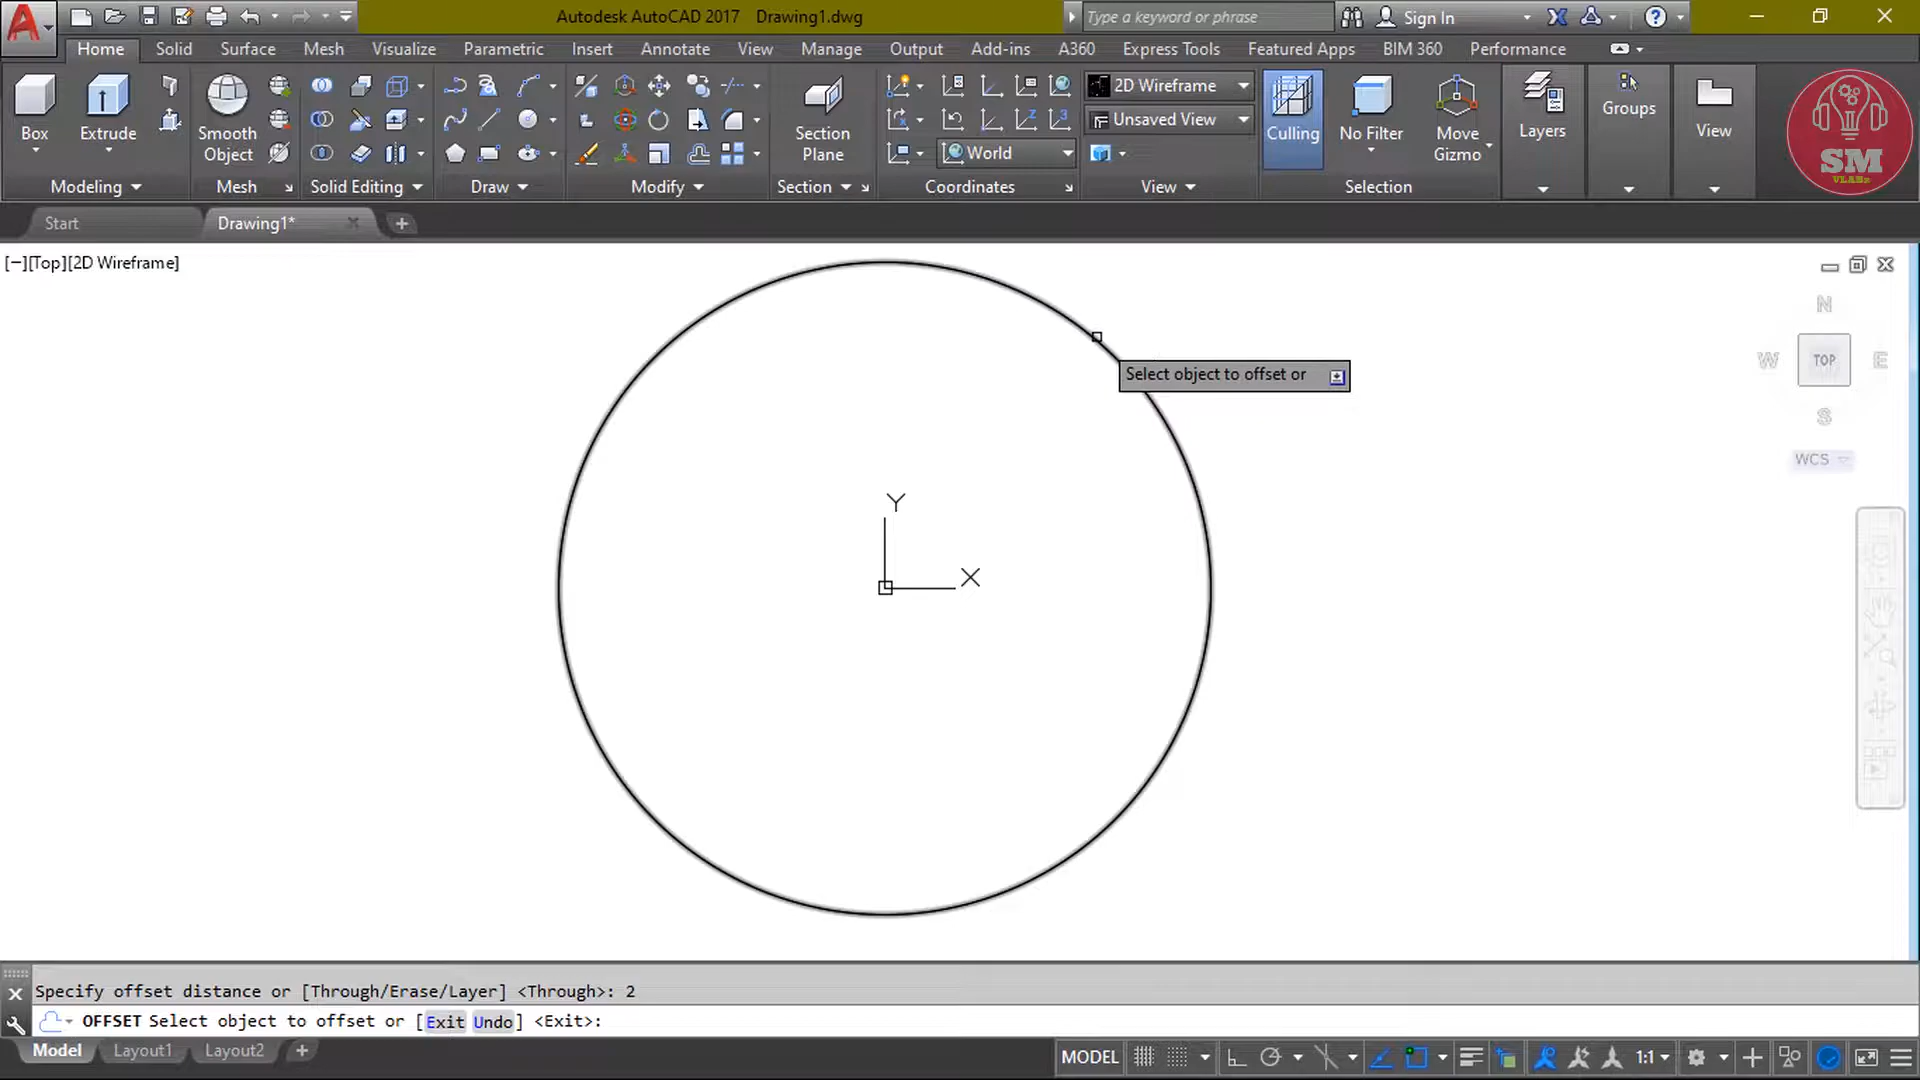 Autodesk AutoCAD 2017 Drawing1.dwg
Type a keyword or phrase
Sign In
Home Solid Surface Mesh Visualize Parametric Insert Annotate View Manage Output Add-ins A360 Express Tools Featured Apps BIM 360 Performance
Box
Extrude
Smooth
Object
Section
Plane
World
2D Wireframe
Unsaved View
Culling
No Filter
Move
Gizmo
Layers
Groups
View
SM
VLABz
Modeling
Mesh
Solid Editing
Draw
Modify
Section
Coordinates
View
Selection
Start
Drawing1*
[−][Top][2D Wireframe]
N
W
TOP
E
S
WCS
Select object to offset or
Y
X
Specify offset distance or [Through/Erase/Layer] <Through>: 2
OFFSET Select object to offset or [Exit Undo] <Exit>:
Model
Layout1
Layout2
MODEL
1:1